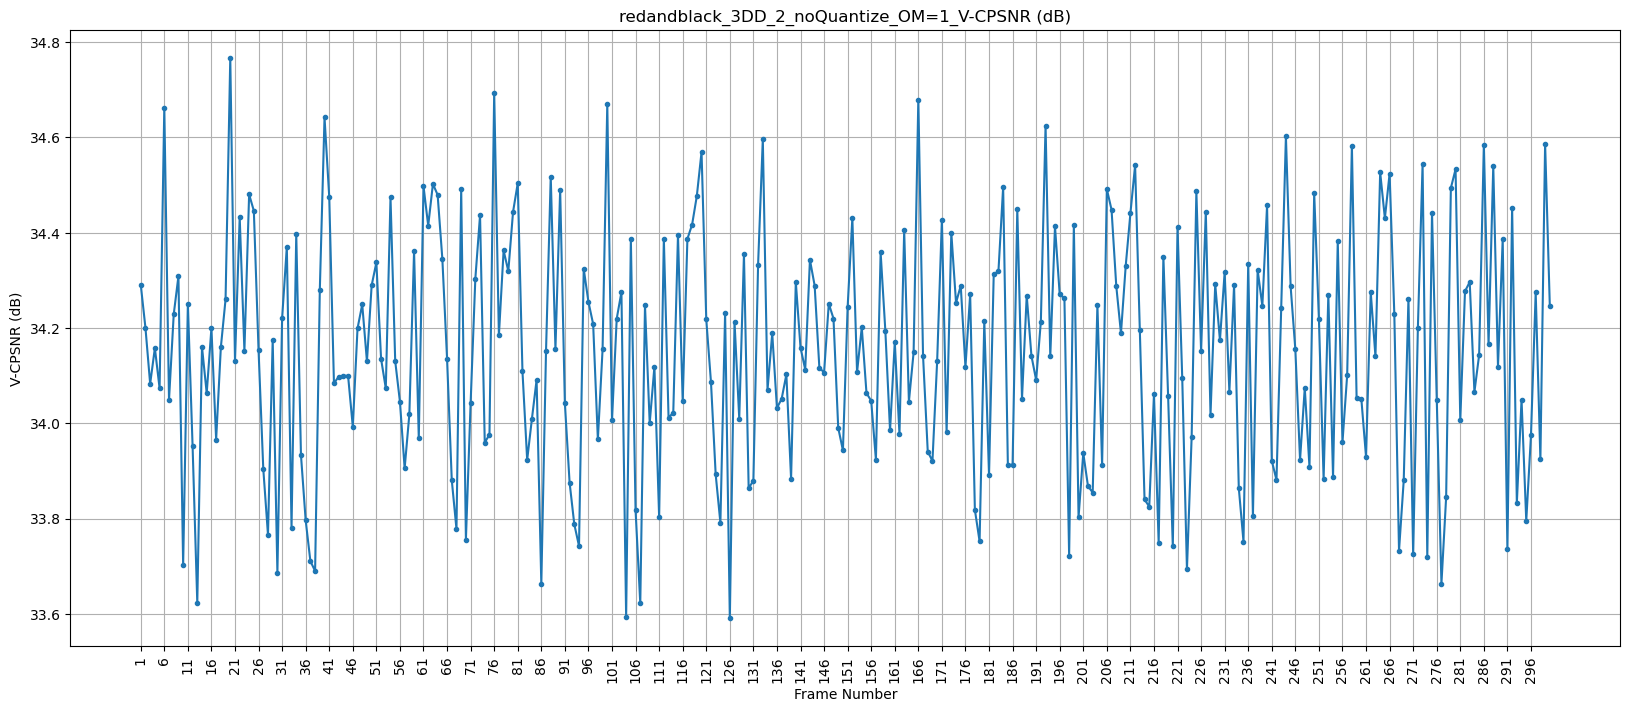 redandblack_3DD_2_noQuantize_OM=1_V-CPSNR (dB)
V-CPSNR (dB)
34.8
34.6
34.4
34.2
34.0
33.8
33.6
1 6 11 16 21 26 31 36 41 46 51 56 61 66 71 76 81 86 91 96 101 106 111 116 121 126 131 136 141 146 151 156 161 166 171 176 181 186 191 196 201 206 211 216 221 226 231 236 241 246 251 256 261 266 271 276 281 286 291 296
Frame Number